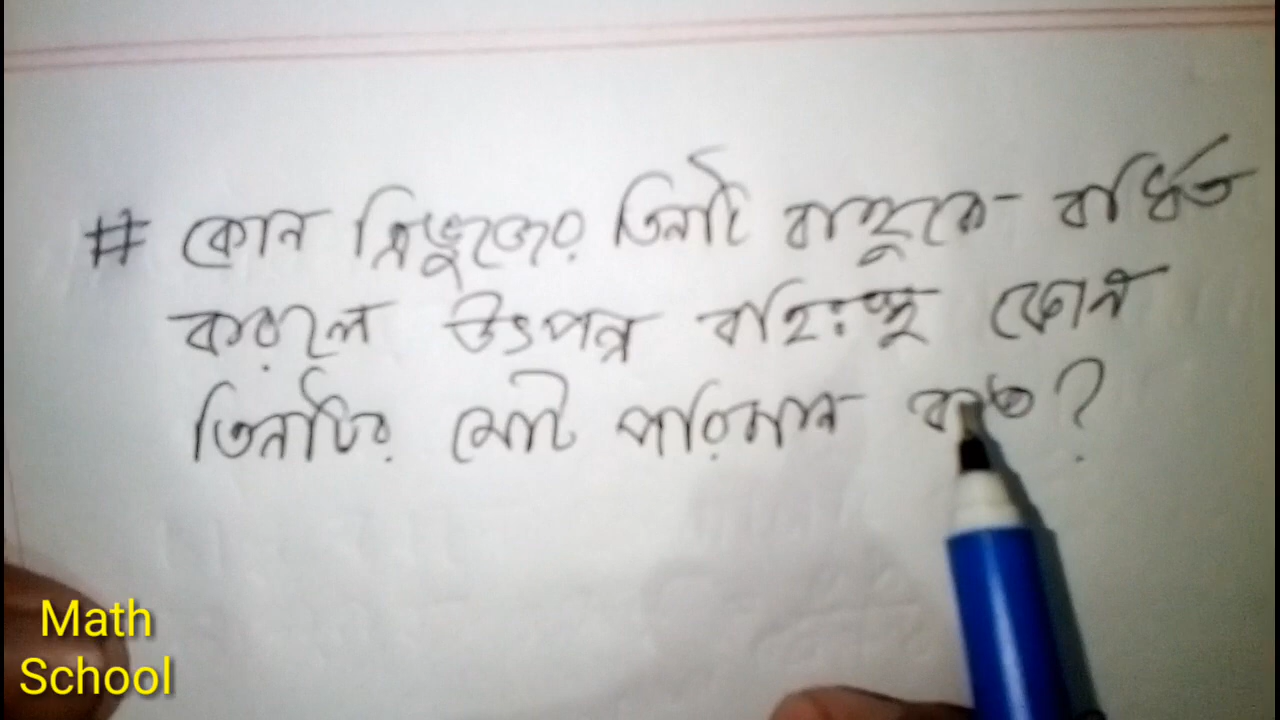 # কোন ত্রিভুজের তিনটি বাহুকে বর্ধিত
করলে উৎপন্ন বহিঃস্থ কোন
তিনটির মোট পরিমান কত?
Math
School